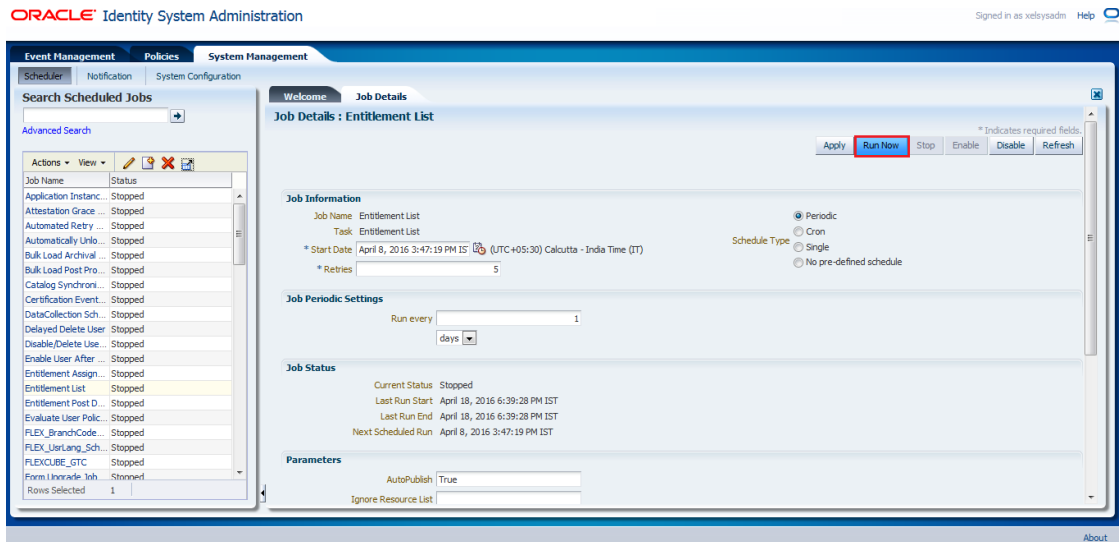 ORACLE Identity System Administration
Signed in as xelsysadm Help
Event Management Policies System Management
Scheduler Notification System Configuration
Search Scheduled Jobs
Advanced Search
Actions View
Job Name Status
Application Instanc... Stopped
Attestation Grace ... Stopped
Automated Retry ... Stopped
Automatically Unlo... Stopped
Bulk Load Archival ... Stopped
Bulk Load Post Pro... Stopped
Catalog Synchroni... Stopped
Certification Event... Stopped
DataCollection Sch... Stopped
Delayed Delete User Stopped
Disable/Delete Use... Stopped
Enable User After ... Stopped
Entitlement Assign... Stopped
Entitlement List Stopped
Entitlement Post D... Stopped
Evaluate User Polic... Stopped
FLEX_BranchCode... Stopped
FLEX_UsrLang_Sch... Stopped
FLEXCUBE_GTC Stopped
Form Upgrade Job Stopped
Rows Selected 1
Welcome Job Details
Job Details : Entitlement List
* Indicates required fields.
Apply Run Now Stop Enable Disable Refresh
Job Information
Job Name Entitlement List
Task Entitlement List
* Start Date April 8, 2016 3:47:19 PM IST (UTC+05:30) Calcutta - India Time (IT)
* Retries 5
Schedule Type
Periodic
Cron
Single
No pre-defined schedule
Job Periodic Settings
Run every 1
days
Job Status
Current Status Stopped
Last Run Start April 18, 2016 6:39:28 PM IST
Last Run End April 18, 2016 6:39:28 PM IST
Next Scheduled Run April 8, 2016 3:47:19 PM IST
Parameters
AutoPublish True
Ignore Resource List
About